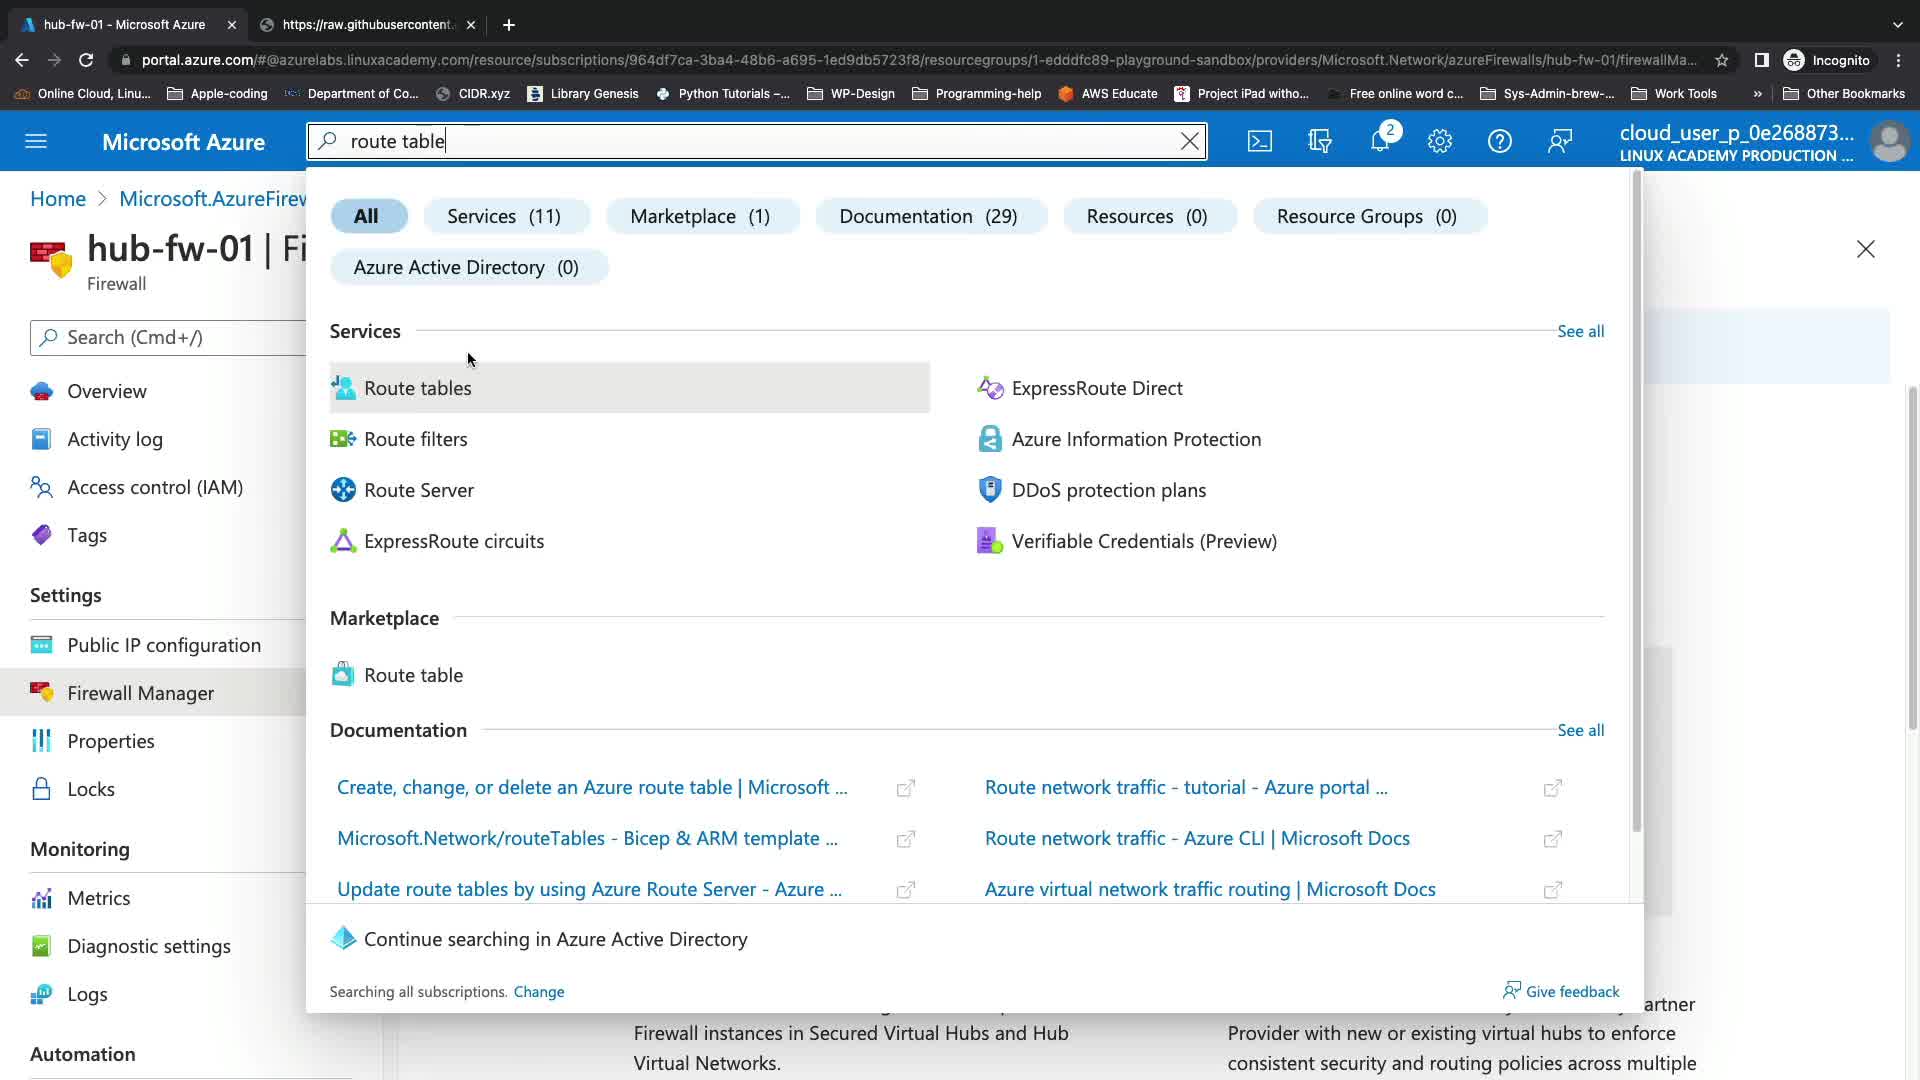 hub-fw-01 - Microsoft Azure
https://raw.githubusercontent.
portal.azure.com/#@azurelabs.linuxacademy.com/resource/subscriptions/964df7ca-3ba4-48b6-a695-1ed9db5723f8/resourcegroups/1-edddfc89-playground-sandbox/providers/Microsoft.Network/azureFirewalls/hub-fw-01/firewallMa...
Incognito
Online Cloud, Linu...
Apple-coding
Department of Co...
CIDR.xyz
Library Genesis
Python Tutorials –...
WP-Design
Programming-help
AWS Educate
Project iPad witho...
Free online word c...
Sys-Admin-brew-...
Work Tools
»
Other Bookmarks
Microsoft Azure
route table
2
cloud_user_p_0e268873...
LINUX ACADEMY PRODUCTION ...
Home > Microsoft.AzureFirew
hub-fw-01 | Fi
Firewall
Search (Cmd+/)
Overview
Activity log
Access control (IAM)
Tags
Settings
Public IP configuration
Firewall Manager
Properties
Locks
Monitoring
Metrics
Diagnostic settings
Logs
Automation
All
Services (11)
Marketplace (1)
Documentation (29)
Resources (0)
Resource Groups (0)
Azure Active Directory (0)
Services
See all
Route tables
ExpressRoute Direct
Route filters
Azure Information Protection
Route Server
DDoS protection plans
ExpressRoute circuits
Verifiable Credentials (Preview)
Marketplace
Route table
Documentation
See all
Create, change, or delete an Azure route table | Microsoft ...
Route network traffic - tutorial - Azure portal ...
Microsoft.Network/routeTables - Bicep & ARM template ...
Route network traffic - Azure CLI | Microsoft Docs
Update route tables by using Azure Route Server - Azure ...
Azure virtual network traffic routing | Microsoft Docs
Continue searching in Azure Active Directory
Searching all subscriptions. Change
Give feedback
Firewall instances in Secured Virtual Hubs and Hub
Virtual Networks.
artner
Provider with new or existing virtual hubs to enforce
consistent security and routing policies across multiple